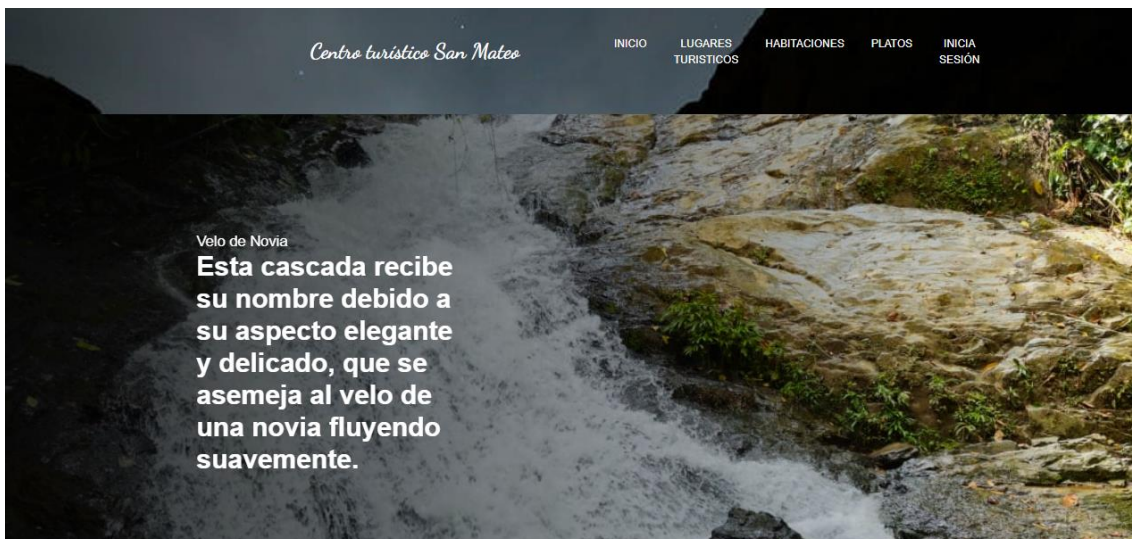 Centro turístico San Mateo
INICIO
LUGARES
TURISTICOS
HABITACIONES
PLATOS
INICIA
SESIÓN
Velo de Novia
Esta cascada recibe
su nombre debido a
su aspecto elegante
y delicado, que se
asemeja al velo de
una novia fluyendo
suavemente.